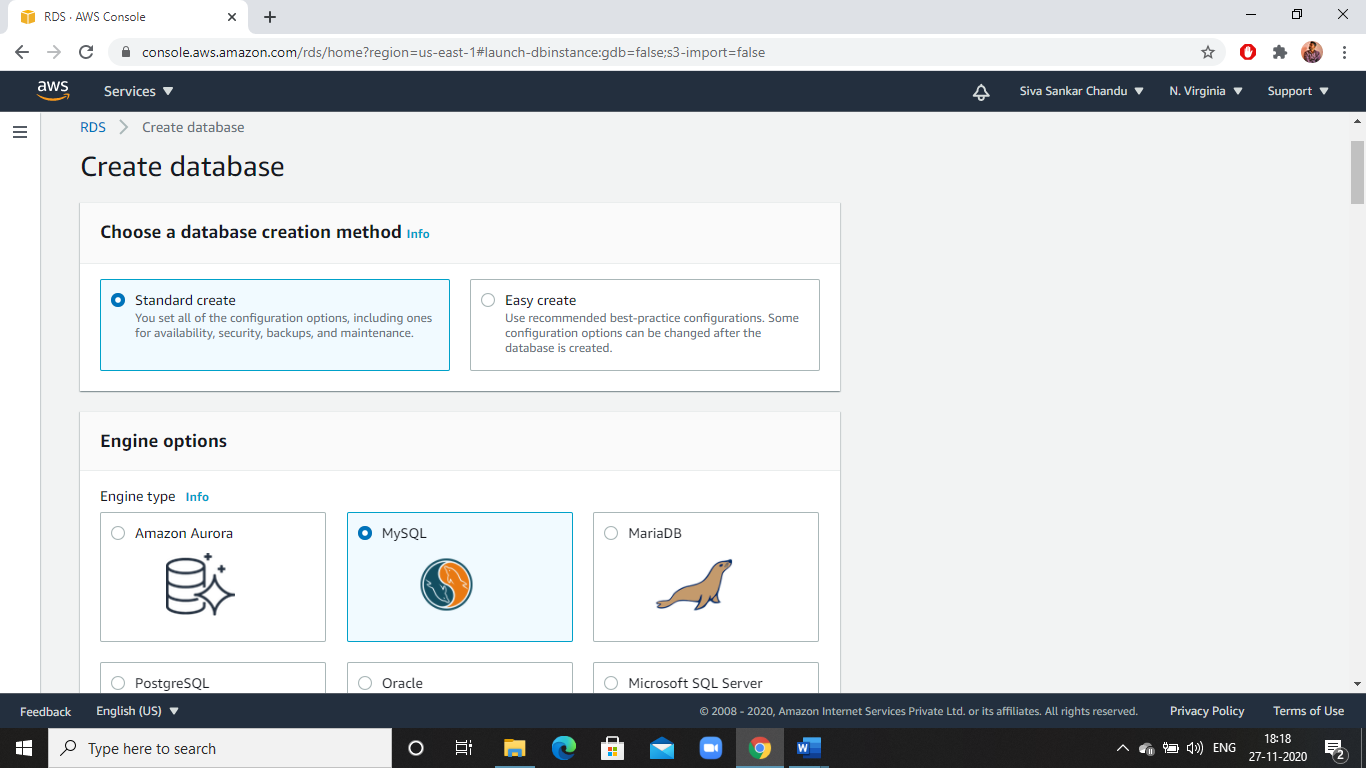 RDS · AWS Console
console.aws.amazon.com/rds/home?region=us-east-1#launch-dbinstance:gdb=false;s3-import=false
aws
Services
Siva Sankar Chandu
N. Virginia
Support
RDS
Create database
Create database
Choose a database creation method Info
Standard create
You set all of the configuration options, including ones
for availability, security, backups, and maintenance.
Easy create
Use recommended best-practice configurations. Some
configuration options can be changed after the
database is created.
Engine options
Engine type Info
Amazon Aurora
MySQL
MariaDB
PostgreSQL
Oracle
Microsoft SQL Server
Feedback
English (US)
© 2008 - 2020, Amazon Internet Services Private Ltd. or its affiliates. All rights reserved.
Privacy Policy
Terms of Use
Type here to search
W
ENG
18:18
27-11-2020
2